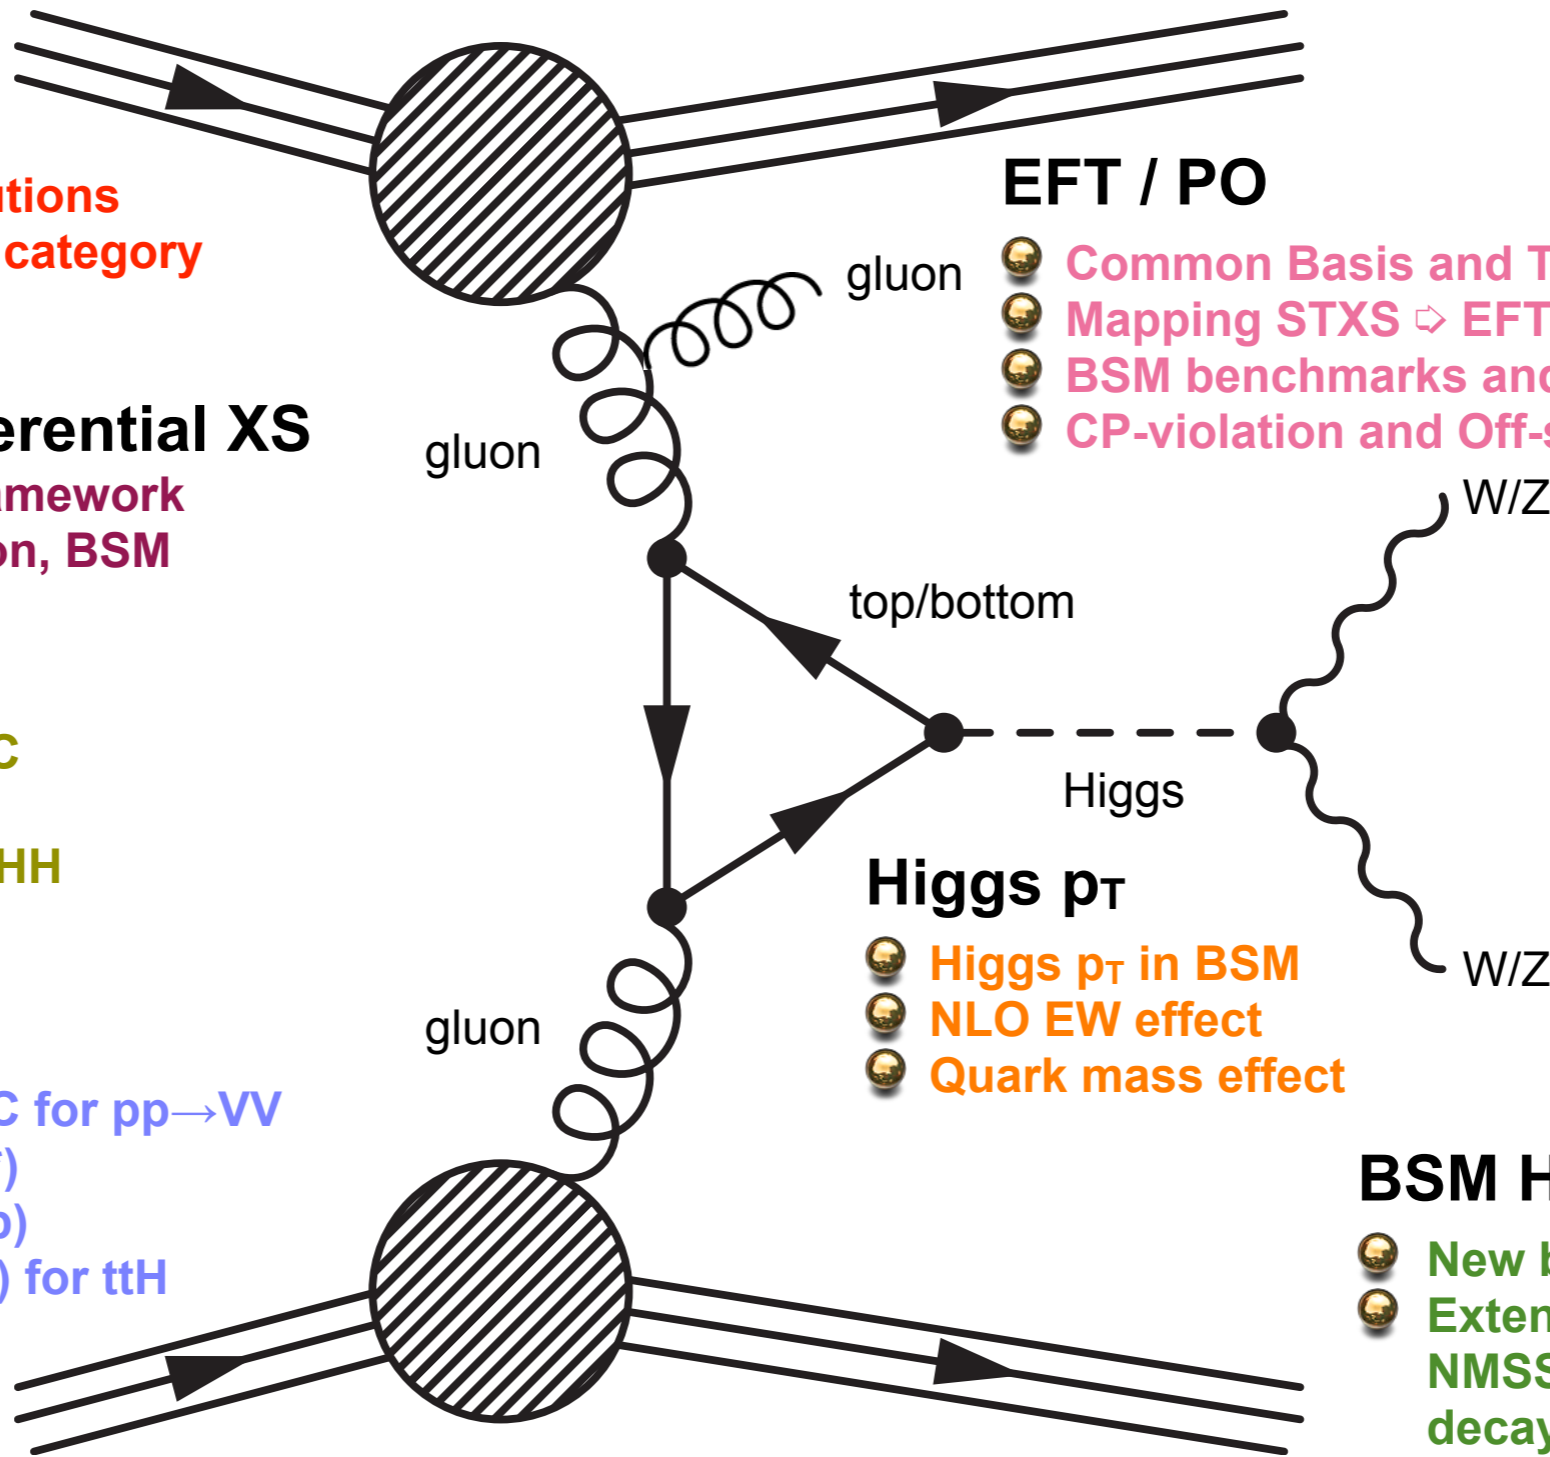 utions
category
gluon
EFT / PO
Common Basis and T
Mapping STXS ➩ EFT
BSM benchmarks and
CP-violation and Off-s
erential XS
amework
on, BSM
gluon
W/Z
top/bottom
C
HH
Higgs
Higgs pT
Higgs pT in BSM
NLO EW effect
Quark mass effect
W/Z
gluon
C for pp→VV
)
o)
) for ttH
BSM H
New b
Exten
NMSS
decay